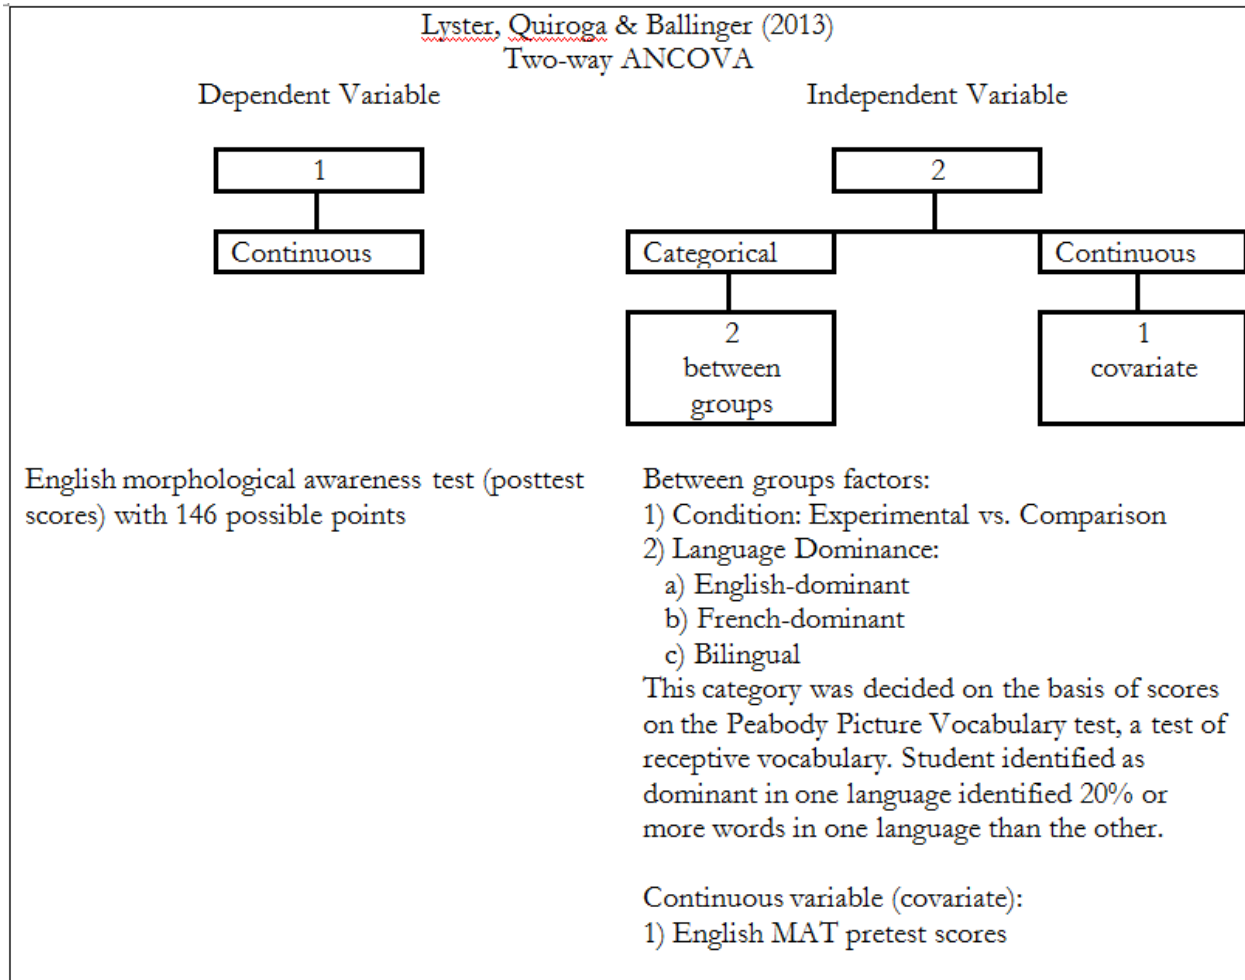 Lyster, Quiroga & Ballinger (2013)
Two-way ANCOVA
Dependent Variable
Independent Variable
1
2
Continuous
Categorical
Continuous
2
between
groups
1
covariate
English morphological awareness test (posttest
scores) with 146 possible points
Between groups factors:
1) Condition: Experimental vs. Comparison
2) Language Dominance:
a) English-dominant
b) French-dominant
c) Bilingual
This category was decided on the basis of scores
on the Peabody Picture Vocabulary test, a test of
receptive vocabulary. Student identified as
dominant in one language identified 20% or
more words in one language than the other.
Continuous variable (covariate):
1) English MAT pretest scores